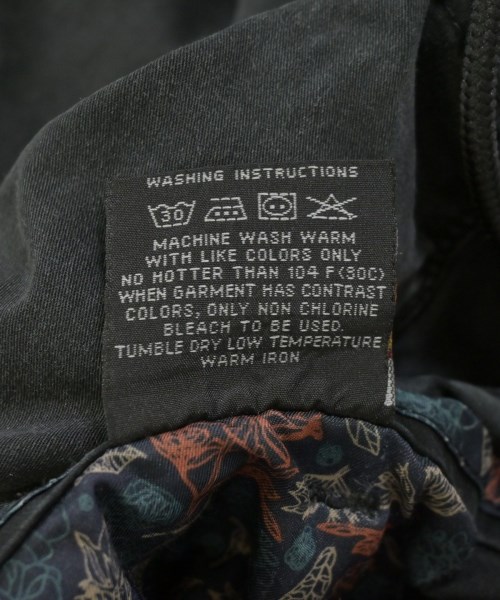 WASHING INSTRUCTIONS
30
MACHINE WASH WARM
WITH LIKE COLORS ONLY
NO HOTTER THAN 104 F (30C)
WHEN GARMENT HAS CONTRAST
COLORS, ONLY NON CHLORINE
BLEACH TO BE USED.
TUMBLE DRY LOW TEMPERATURE
WARM IRON